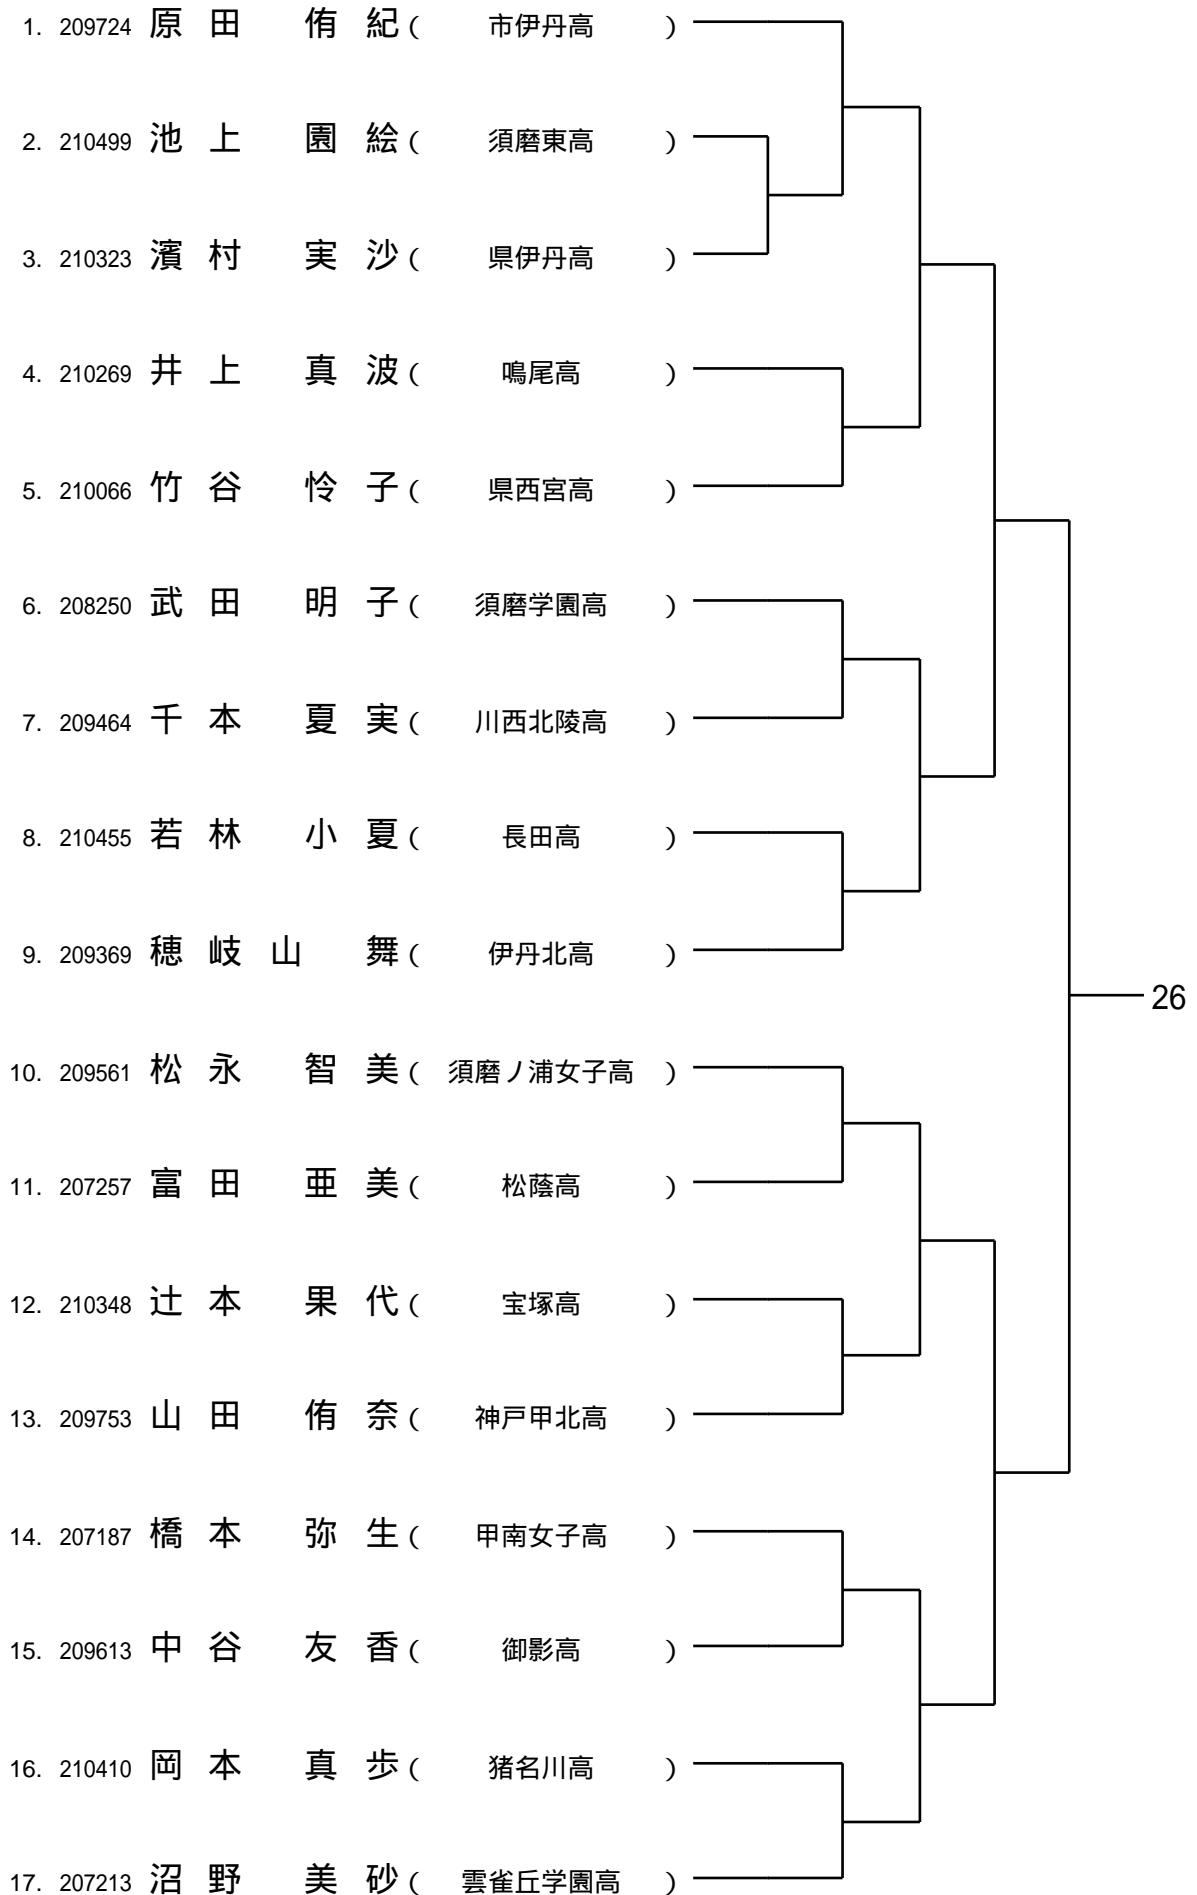 1. 209724 原田 侑紀 ( 市伊丹高 )
2. 210499 池上 園絵 ( 須磨東高 )
3. 210323 濱村 実沙 ( 県伊丹高 )
4. 210269 井上 真波 ( 鳴尾高 )
5. 210066 竹谷 怜子 ( 県西宮高 )
6. 208250 武田 明子 ( 須磨学園高 )
7. 209464 千本 夏実 ( 川西北陵高 )
8. 210455 若林 小夏 ( 長田高 )
9. 209369 穂岐山 舞 ( 伊丹北高 )
26
10. 209561 松永 智美 ( 須磨ノ浦女子高 )
11. 207257 富田 亜美 ( 松蔭高 )
12. 210348 辻本 果代 ( 宝塚高 )
13. 209753 山田 侑奈 ( 神戸甲北高 )
14. 207187 橋本 弥生 ( 甲南女子高 )
15. 209613 中谷 友香 ( 御影高 )
16. 210410 岡本 真歩 ( 猪名川高 )
17. 207213 沼野 美砂 ( 雲雀丘学園高 )